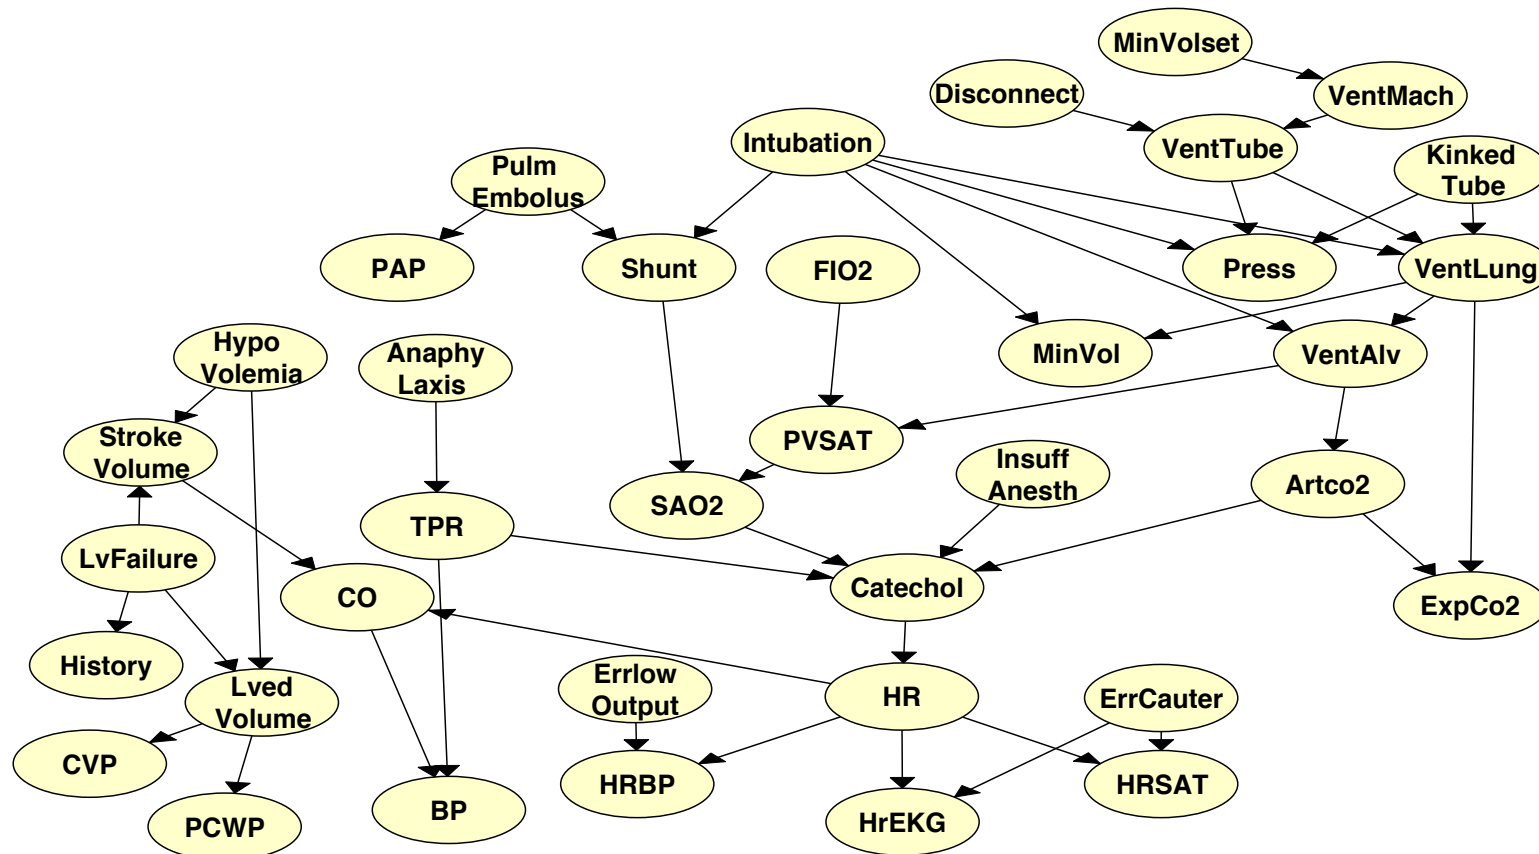 MinVolset
Disconnect
VentMach
Intubation
VentTube
Kinked
Tube
Pulm
Embolus
PAP
Shunt
FIO2
Press
VentLung
Hypo
Volemia
Anaphy
Laxis
MinVol
VentAlv
Stroke
Volume
PVSAT
Insuff
Anesth
Artco2
SAO2
TPR
LvFailure
CO
Catechol
ExpCo2
History
Lved
Volume
Errlow
Output
HR
ErrCauter
CVP
HRBP
HRSAT
PCWP
BP
HrEKG